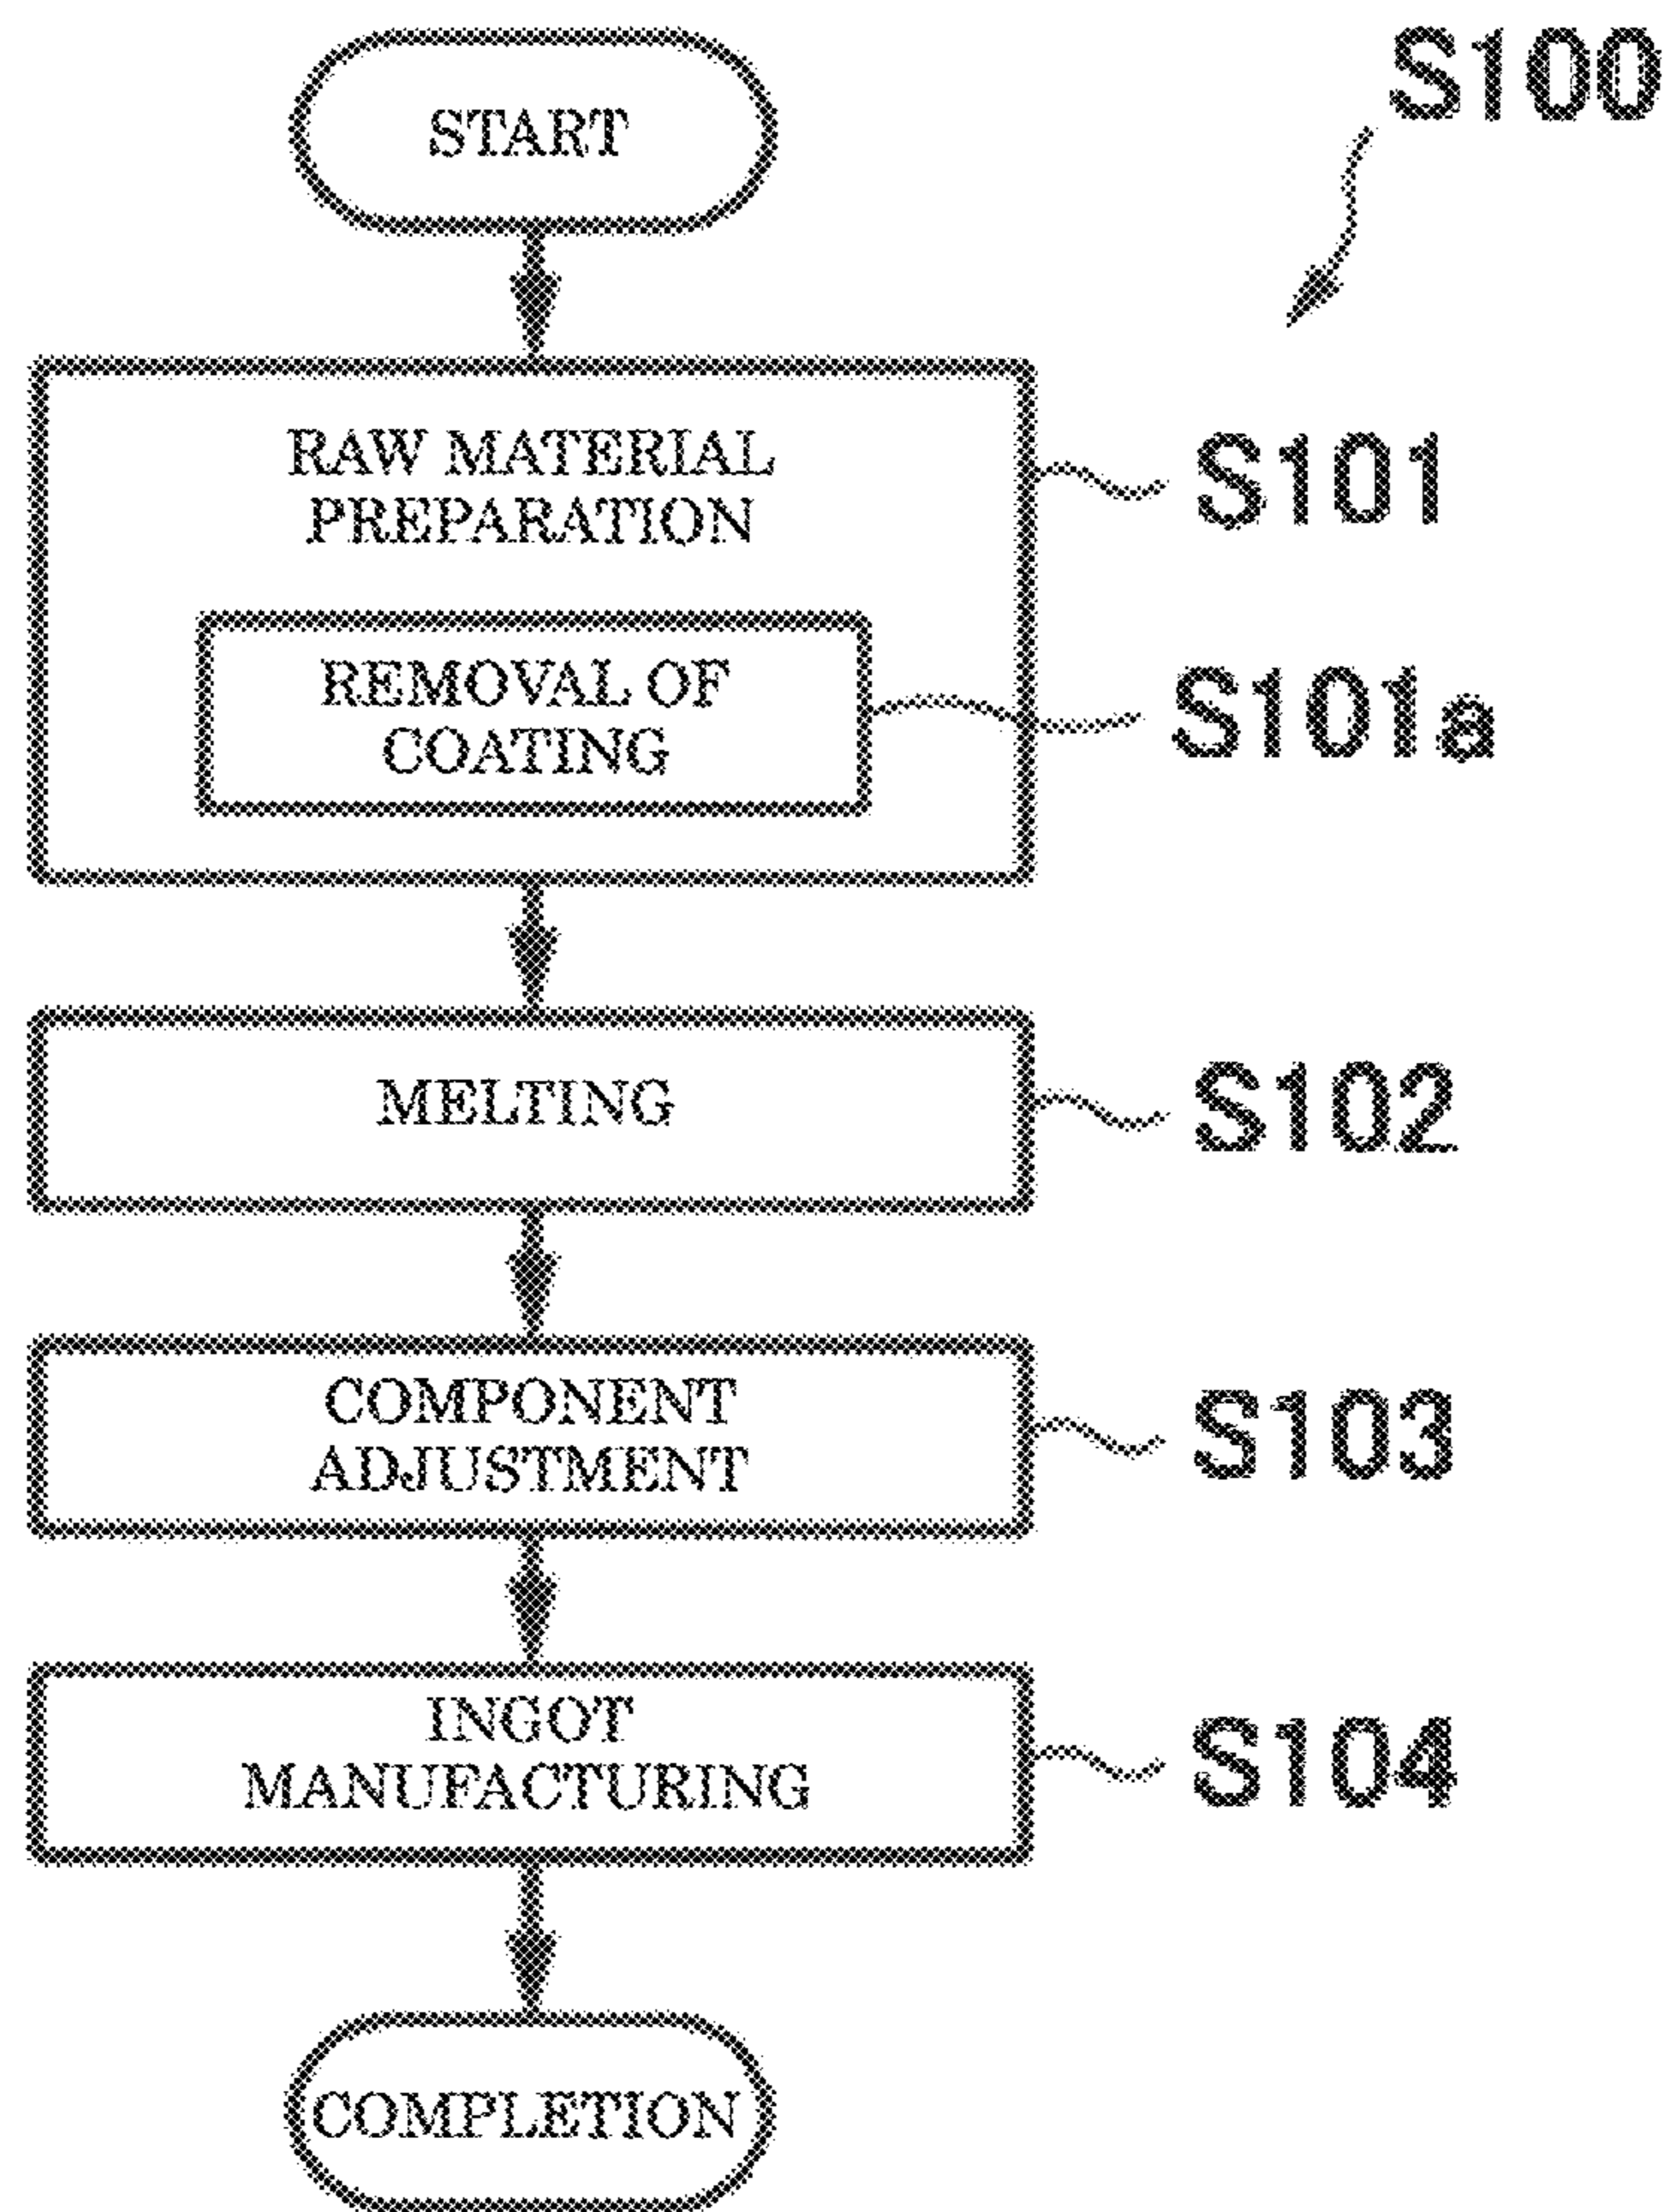 S100
START
RAW MATERIAL
PREPARATION
S101
REMOVAL OF
COATING
S101a
MELTING
S102
COMPONENT
ADJUSTMENT
S103
INGOT
MANUFACTURING
S104
COMPLETION